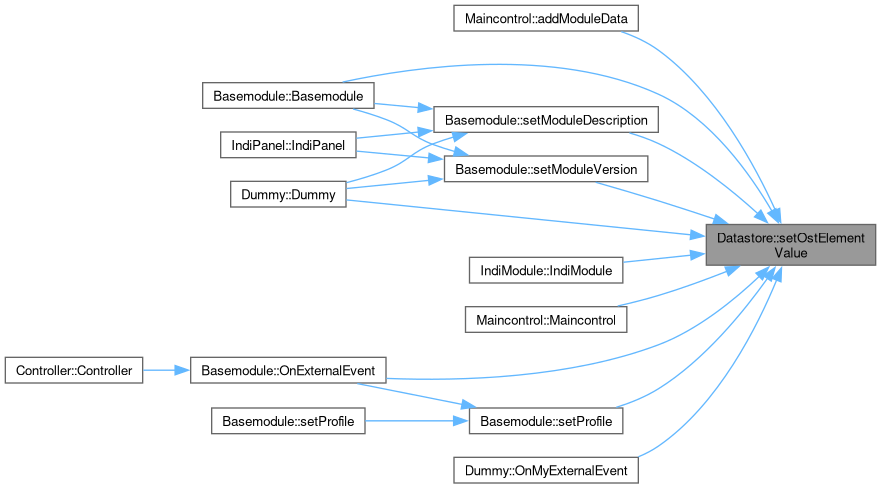 Maincontrol::addModuleData
Basemodule::Basemodule
Basemodule::setModuleDescription
IndiPanel::IndiPanel
Basemodule::setModuleVersion
Dummy::Dummy
Datastore::setOstElement
Value
IndiModule::IndiModule
Maincontrol::Maincontrol
Controller::Controller
Basemodule::OnExternalEvent
Basemodule::setProfile
Basemodule::setProfile
Dummy::OnMyExternalEvent